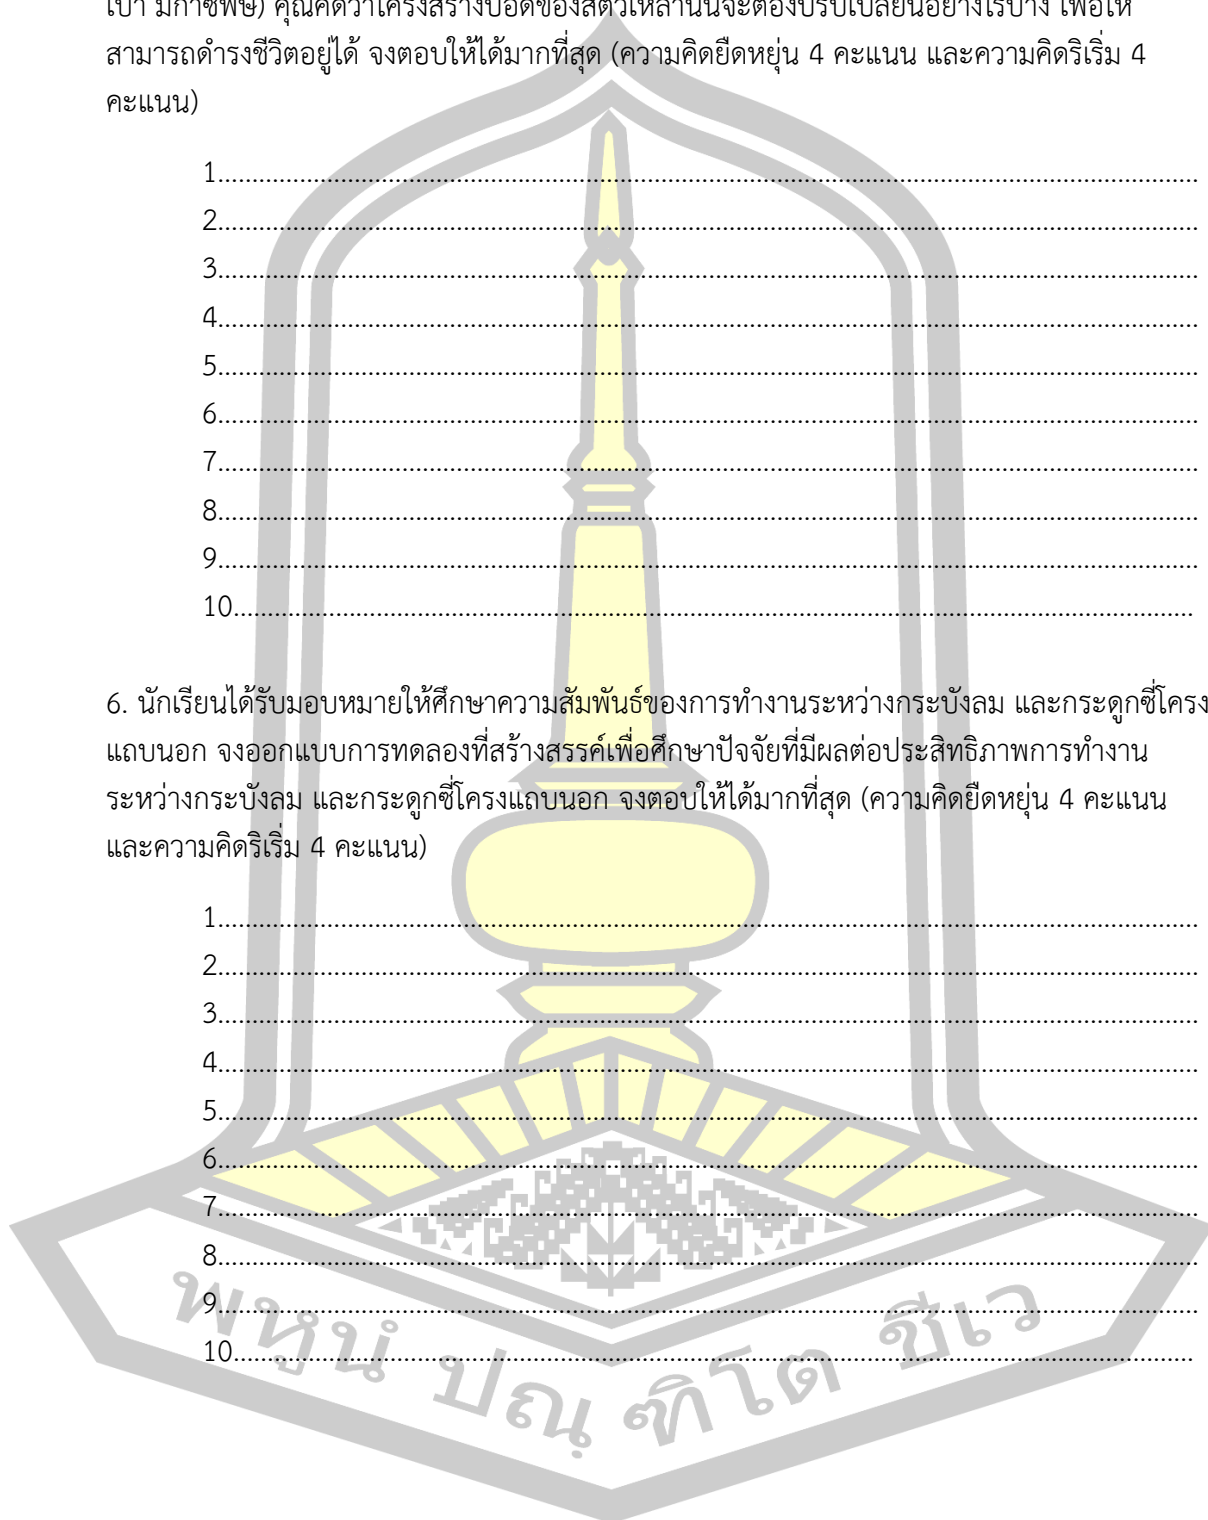 เบา มีก๊าซพิษ) คุณคิดว่าโครงสร้างปอดของสัตว์เหล่านั้นจะต้องปรับเปลี่ยนอย่างไรบ้าง เพื่อให้
สามารถดำรงชีวิตอยู่ได้ จงตอบให้ได้มากที่สุด (ความคิดยืดหยุ่น 4 คะแนน และความคิดริเริ่ม 4
คะแนน)
1
2
3
4
5
6
7
8
9
10
6. นักเรียนได้รับมอบหมายให้ศึกษาความสัมพันธ์ของการทำงานระหว่างกระบังลม และกระดูกซี่โครง
แถบนอก จงออกแบบการทดลองที่สร้างสรรค์เพื่อศึกษาปัจจัยที่มีผลต่อประสิทธิภาพการทำงาน
ระหว่างกระบังลม และกระดูกซี่โครงแถบนอก จงตอบให้ได้มากที่สุด (ความคิดยืดหยุ่น 4 คะแนน
และความคิดริเริ่ม 4 คะแนน)
1
2
3
4
5
6
7
8
9
10
พหูนํ ปณฺฑิโต ชีเว